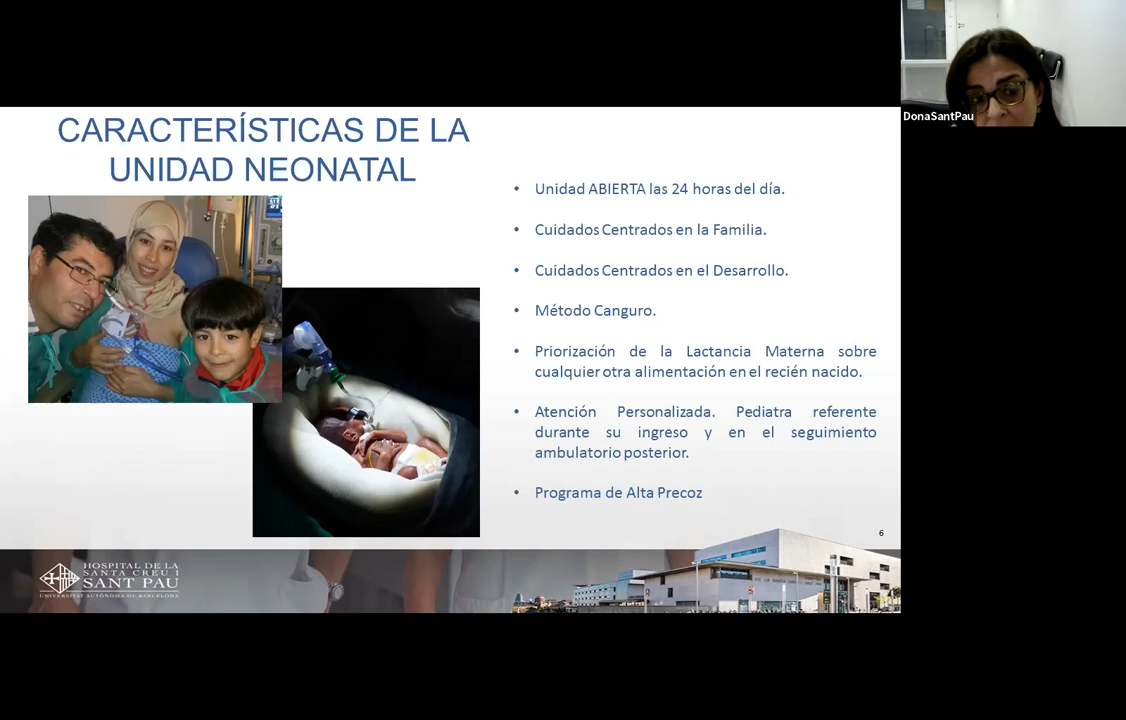 DonaSantPau
CARACTERÍSTICAS DE LA
UNIDAD NEONATAL
• Unidad ABIERTA las 24 horas del día.
• Cuidados Centrados en la Familia.
• Cuidados Centrados en el Desarrollo.
• Método Canguro.
• Priorización de la Lactancia Materna sobre
cualquier otra alimentación en el recién nacido.
• Atención Personalizada. Pediatra referente
durante su ingreso y en el seguimiento
ambulatorio posterior.
• Programa de Alta Precoz
6
HOSPITAL DE LA
SANTA CREU I
SANT PAU
UNIVERSITAT AUTÒNOMA DE BARCELONA